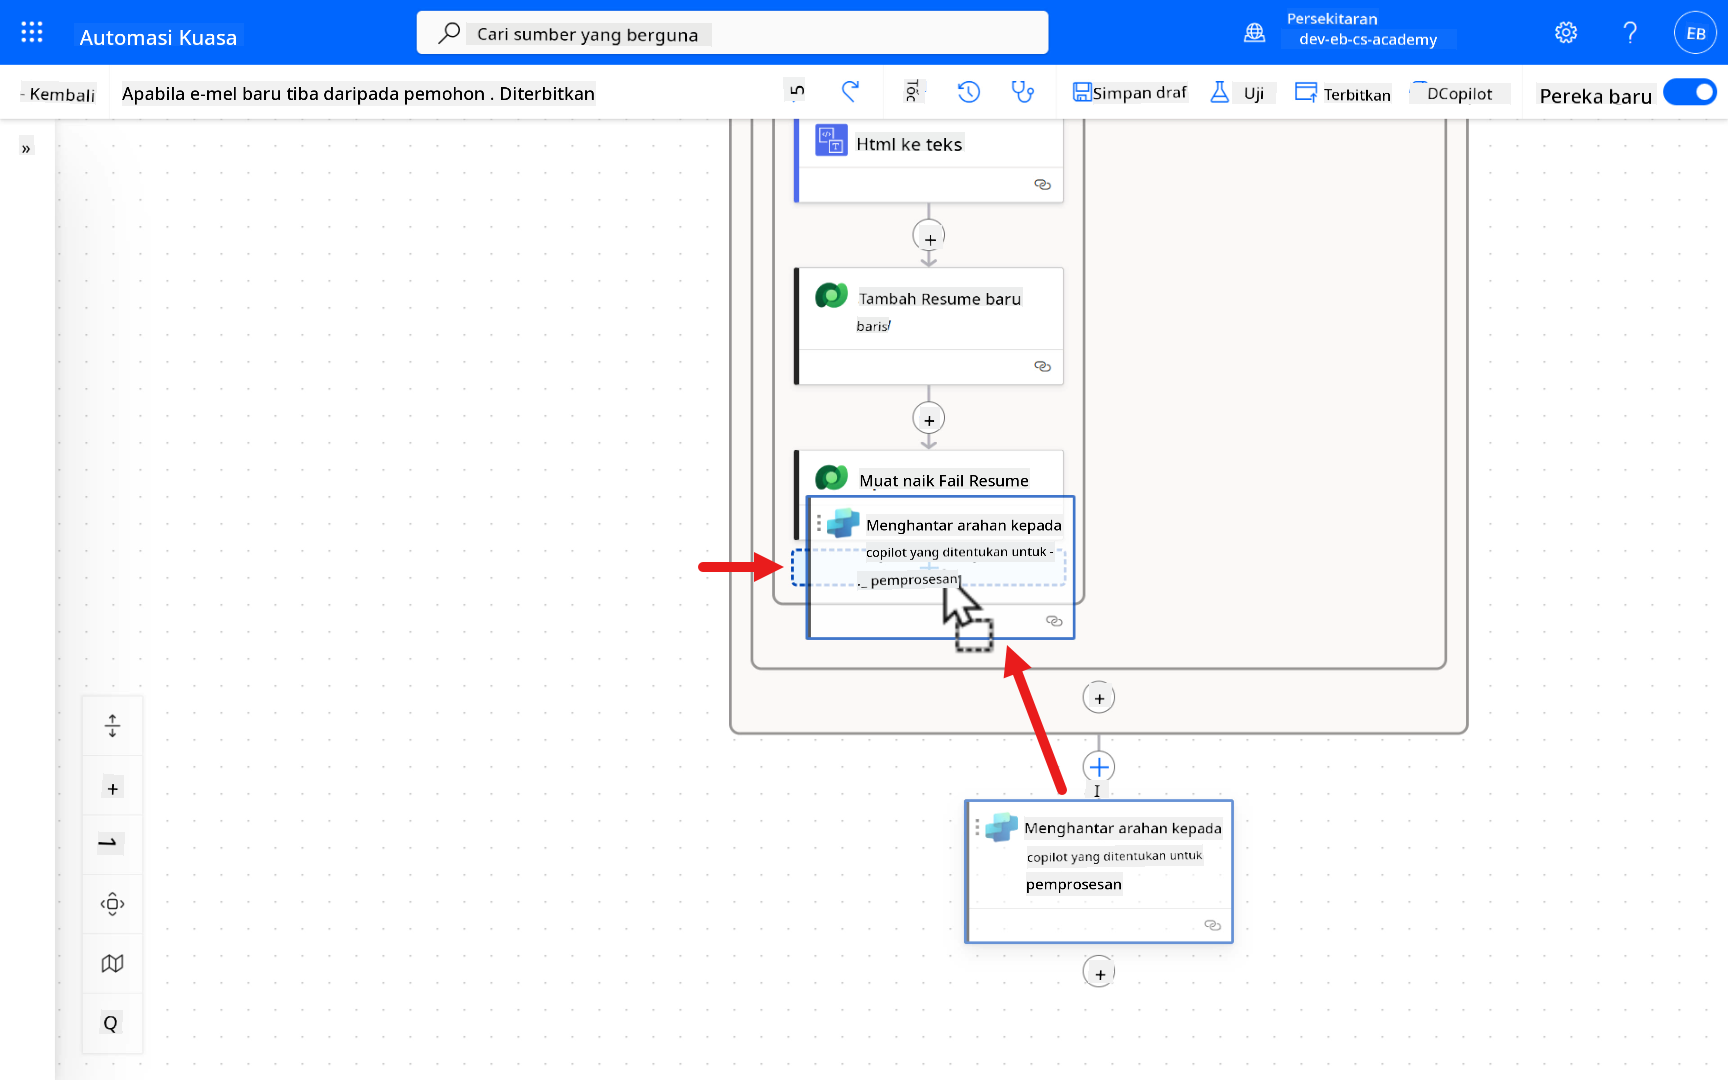 Automasi Kuasa
Cari sumber yang berguna
Persekitaran
dev-eb-cs-academy
EB
Kembali
Apabila e-mel baru tiba daripada pemohon . Diterbitkan
Simpan draf
Uji
Terbitkan
DCopilot
Pereka baru
Html ke teks
Tambah Resume baru
baris
Muat naik Fail Resume
Menghantar arahan kepada
copilot yang ditentukan untuk -
pemprosesan
Menghantar arahan kepada
copilot yang ditentukan untuk
pemprosesan
Q